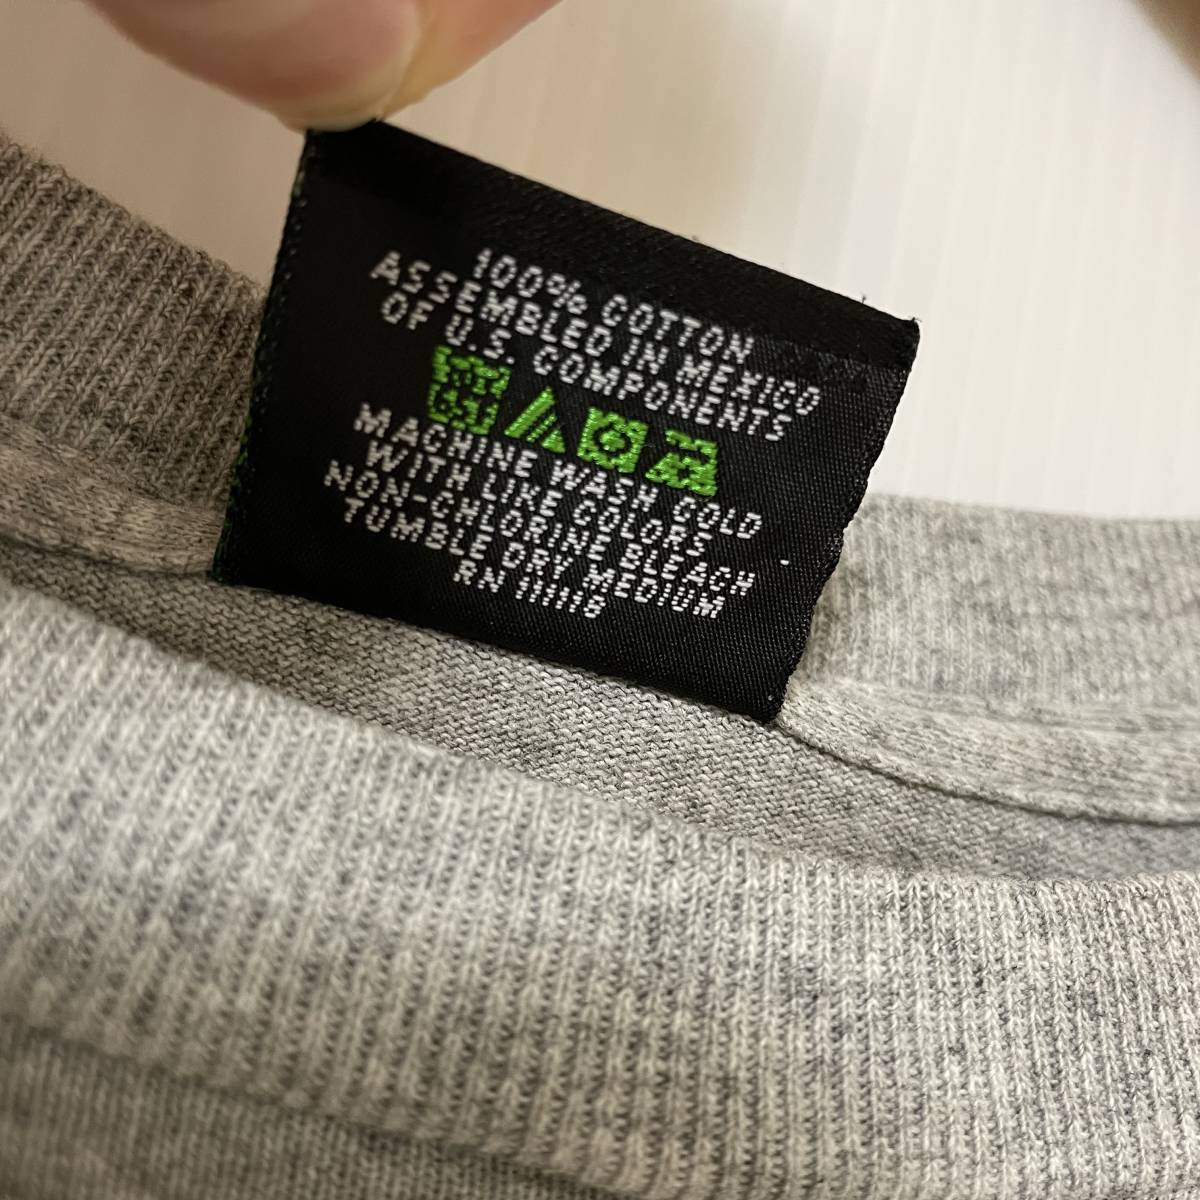 100% COTTON
ASSEMBLED IN MEXICO
OF U.S. COMPONENTS
MACHINE WASH COLD
WITH LIKE COLORS
NON-CHLORINE BLEACH
TUMBLE DRY MEDIUM
RN